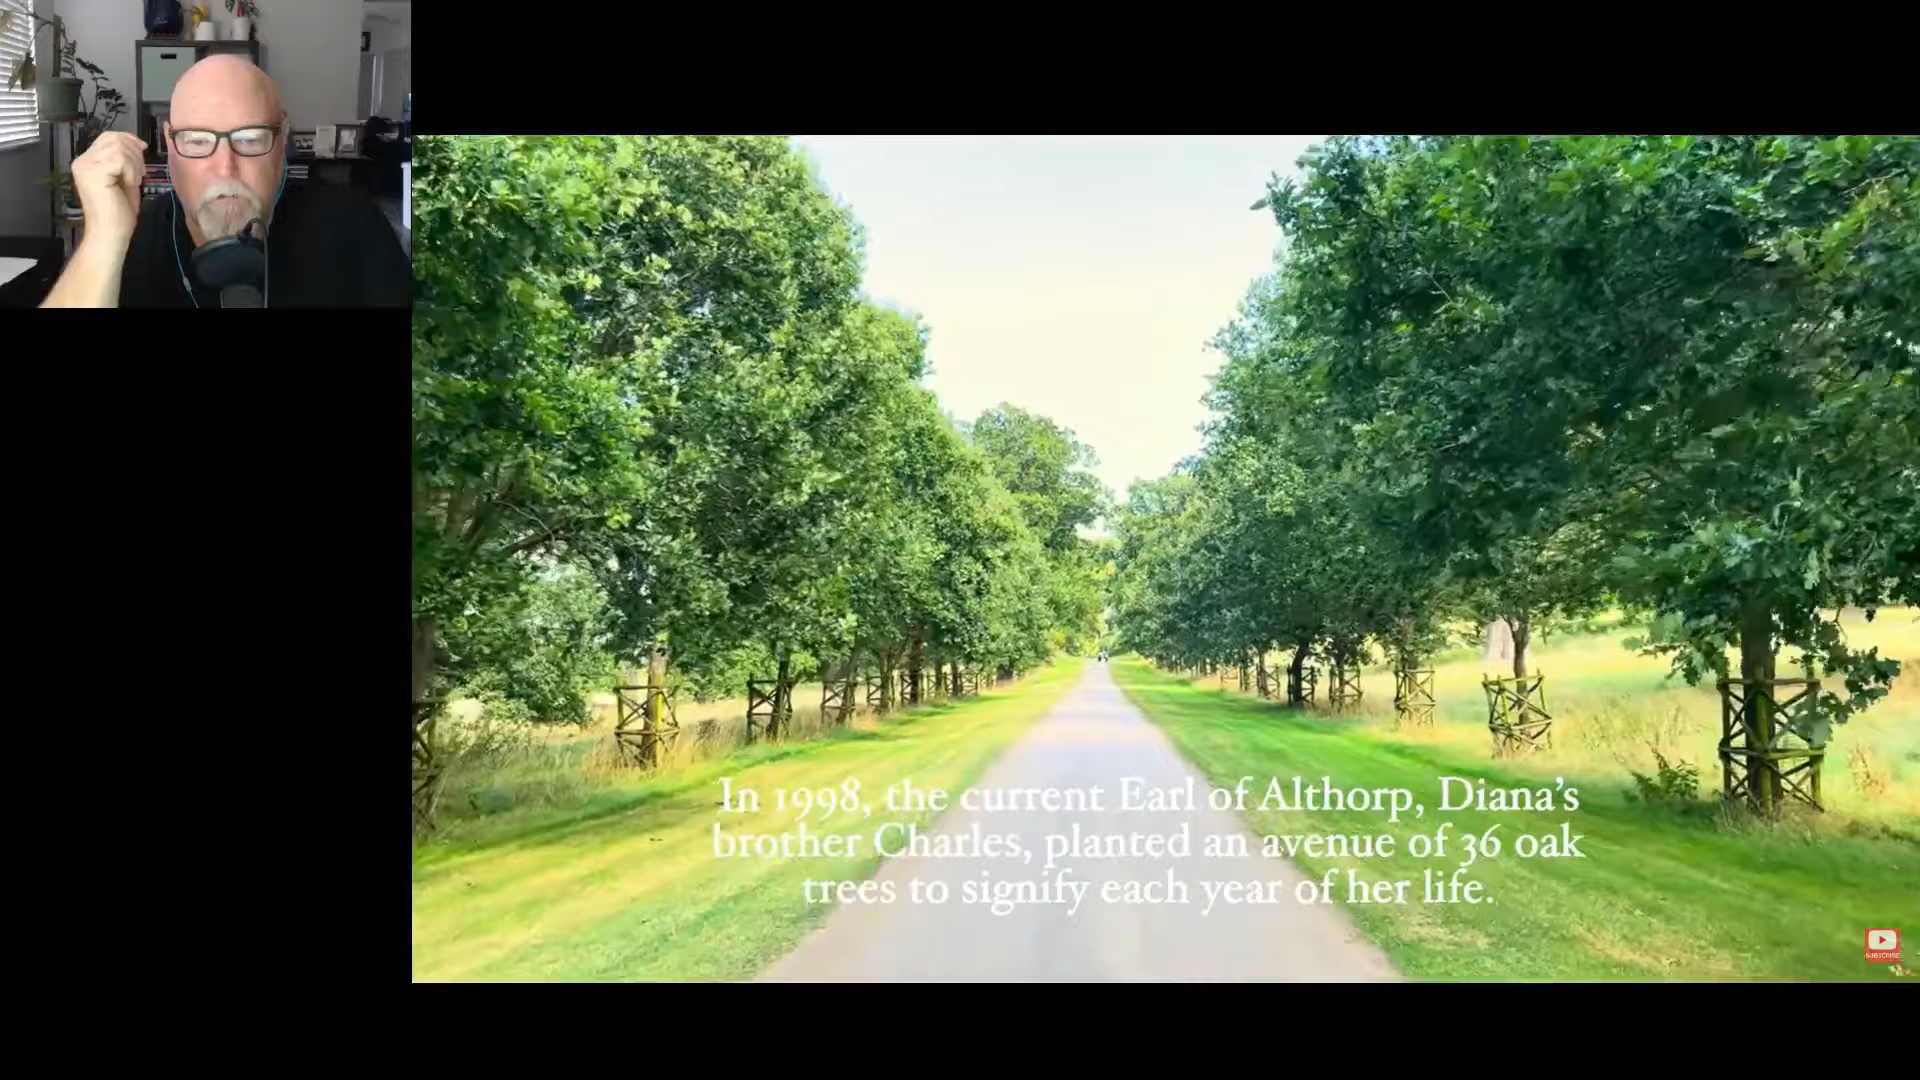 In 1998, the current Earl of Althorp, Diana's
brother Charles, planted an avenue of 36 oak
trees to signify each year of her life.
SUBSCRIBE